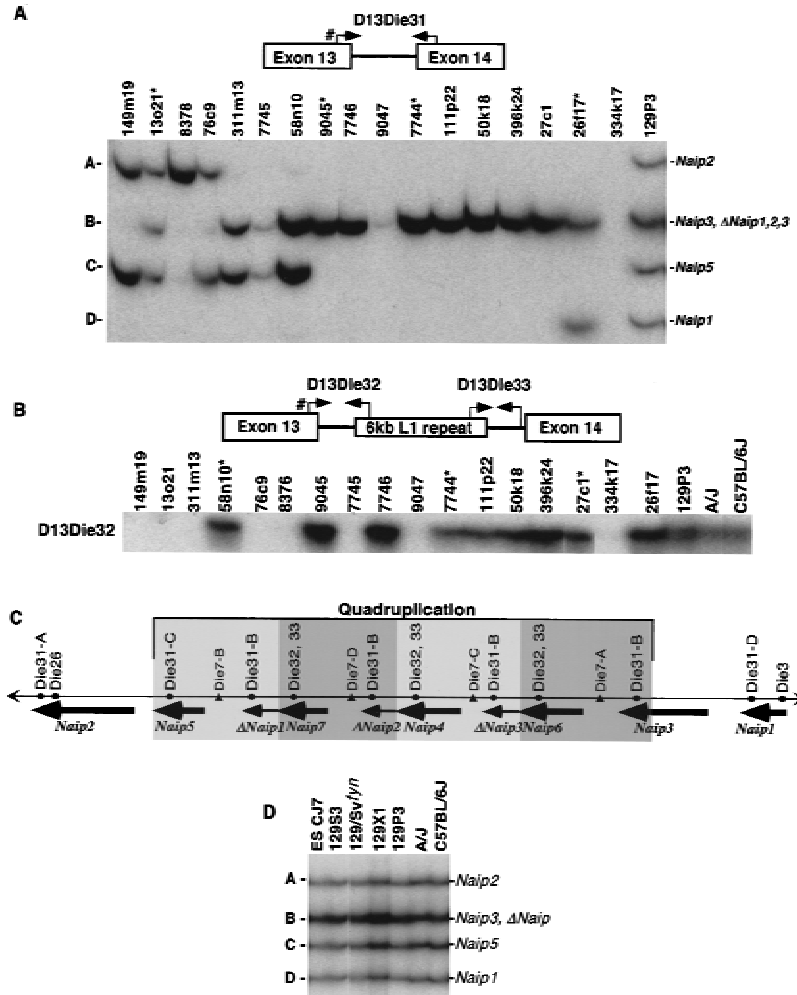 A
D13Die31
#
Exon 13
Exon 14
149m19
13o21*
8378
76c9
311m13
7745
58n10
9045*
7746
9047
7744*
111p22
50k18
396k24
27c1
26f17*
334k17
129P3
A-
-Naip2
B-
-Naip3, ΔNaip1,2,3
C-
-Naip5
D-
-Naip1
B
D13Die32
D13Die33
#
Exon 13
6kb L1 repeat
Exon 14
149m19
13o21
311m13
58n10*
76c9
8376
9045
7745
7746
9047
7744*
111p22
50k18
396k24
27c1*
334k17
26f17
129P3
A/J
C57BL/6J
D13Die32
C
Quadruplication
Die31-A
Die26
Die31-C
Die7-B
Die31-B
Die32, 33
Die7-D
Die31-B
Die32, 33
Die7-C
Die31-B
Die32, 33
Die7-A
Die31-B
Die31-D
Die3
Naip2
Naip5
ΔNaip1
Naip7
ΔNaip2
Naip4
ΔNaip3
Naip6
Naip3
Naip1
D
ES CJ7
129S3
129/Svtyn
129X1
129P3
A/J
C57BL/6J
A -
-Naip2
B -
-Naip3, ΔNaip
C -
-Naip5
D -
-Naip1